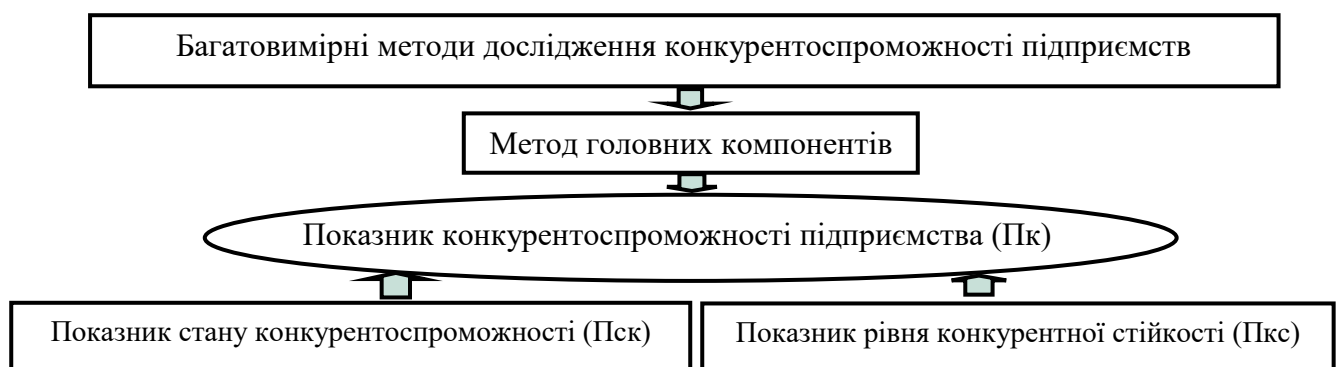 Багатовимірні методи дослідження конкурентоспроможності підприємств
Метод головних компонентів
Показник конкурентоспроможності підприємства (Пк)
Показник стану конкурентоспроможності (Пск)
Показник рівня конкурентної стійкості (Пкс)